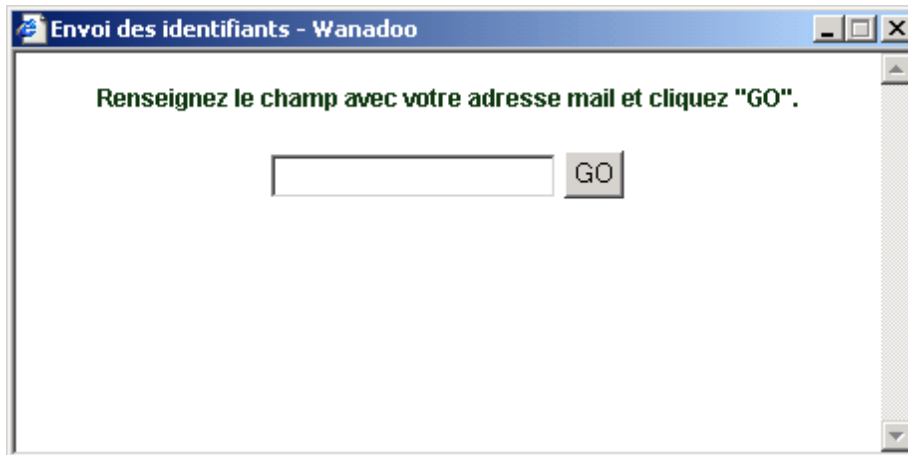 Envoi des identifiants - Wanadoo
Renseignez le champ avec votre adresse mail et cliquez "GO".
GO